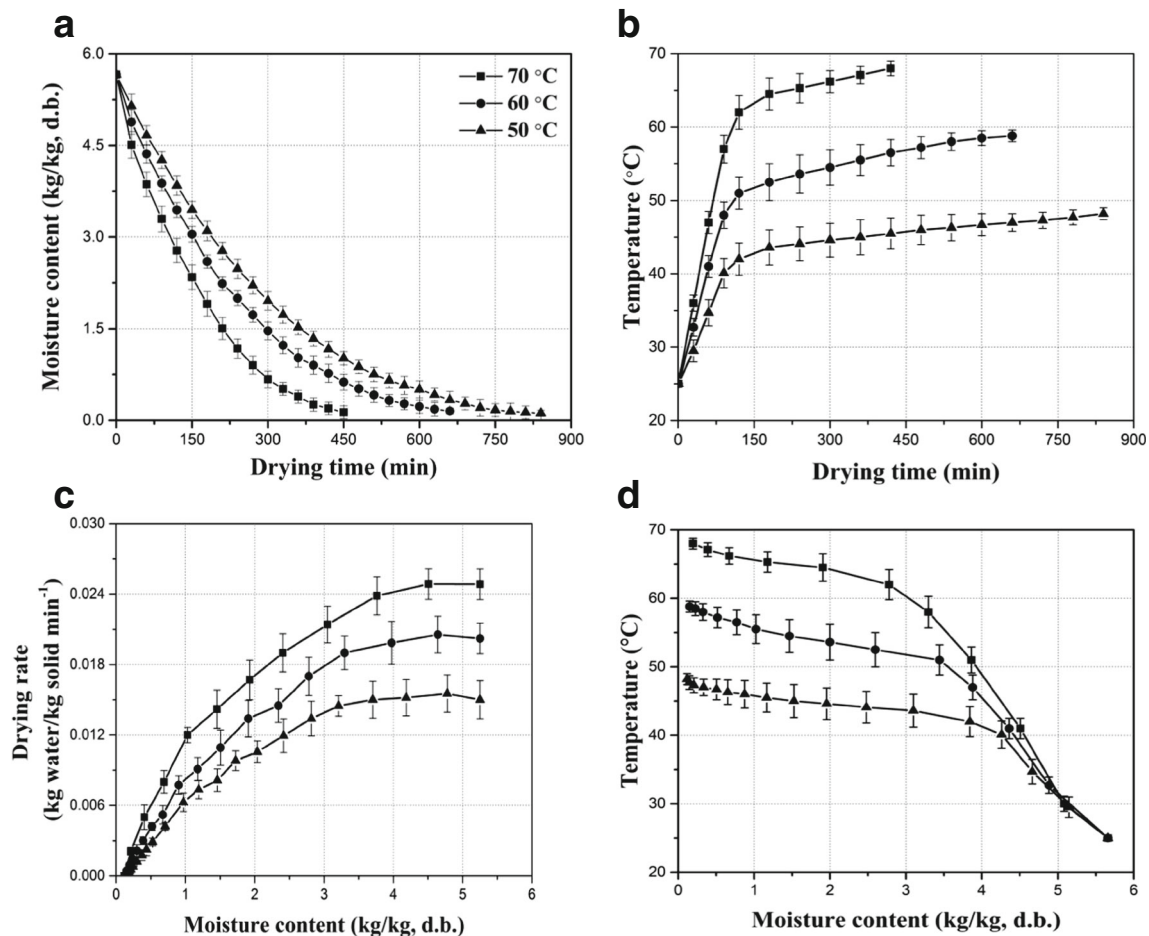 a
6.0
4.5
3.0
1.5
0.0
0 150 300 450 600 750 900
Moisture content (kg/kg, d.b.)
Drying time (min)
70 °C
60 °C
50 °C
b
70
60
50
40
30
20
0 150 300 450 600 750 900
Temperature (°C)
Drying time (min)
c
0.030
0.024
0.018
0.012
0.006
0.000
0 1 2 3 4 5 6
Drying rate
(kg water/kg solid min⁻¹)
Moisture content (kg/kg, d.b.)
d
70
60
50
40
30
20
0 1 2 3 4 5 6
Temperature (°C)
Moisture content (kg/kg, d.b.)